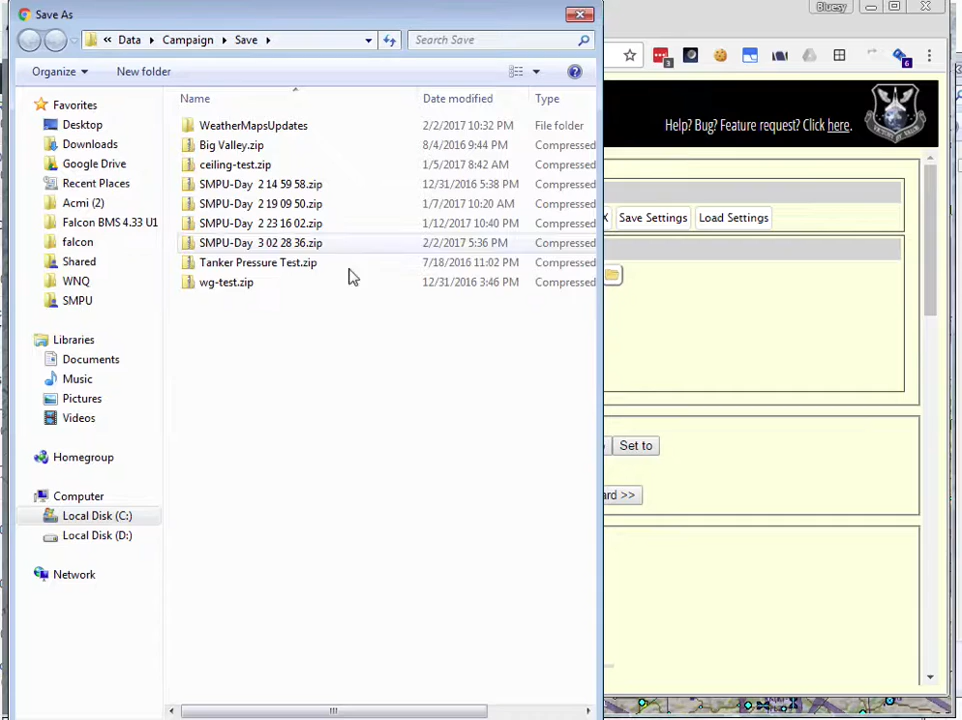 Save As
Bluesy
« Data
Campaign
Save
Search Save
3
6
Organize
New folder
Help? Bug? Feature request? Click here.
Name
Date modified
Type
Favorites
Desktop
Downloads
Google Drive
Recent Places
Acmi (2)
Falcon BMS 4.33 U1
falcon
Shared
WNQ
SMPU
Libraries
Documents
Music
Pictures
Videos
Homegroup
Computer
Local Disk (C:)
Local Disk (D:)
Network
WeatherMapsUpdates 2/2/2017 10:32 PM File folder
Big Valley.zip 8/4/2016 9:44 PM Compressed
ceiling-test.zip 1/5/2017 8:42 AM Compressed
SMPU-Day 2 14 59 58.zip 12/31/2016 5:38 PM Compressed
SMPU-Day 2 19 09 50.zip 1/7/2017 10:20 AM Compressed
SMPU-Day 2 23 16 02.zip 1/12/2017 10:40 PM Compressed
SMPU-Day 3 02 28 36.zip 2/2/2017 5:36 PM Compressed
Tanker Pressure Test.zip 7/18/2016 11:02 PM Compressed
wg-test.zip 12/31/2016 3:46 PM Compressed
X
Save Settings
Load Settings
Set to
ard >>